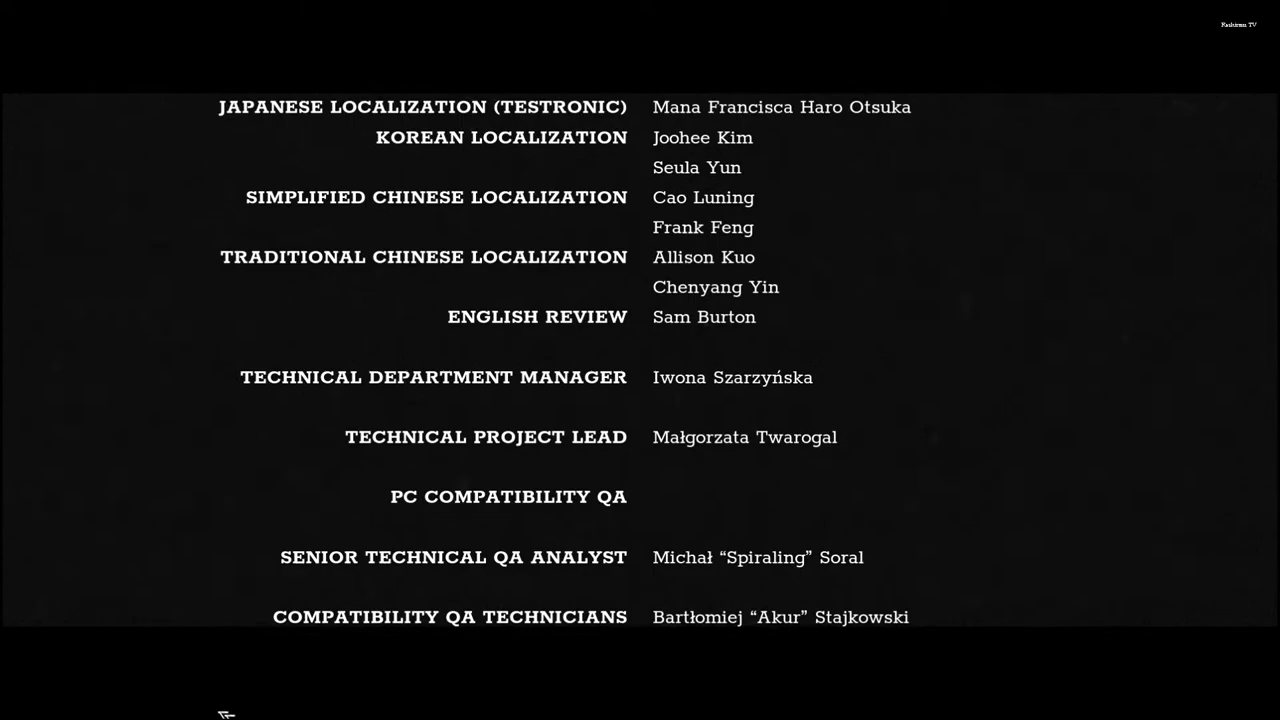 JAPANESE LOCALIZATION (TESTRONIC) Mana Francisca Haro Otsuka
KOREAN LOCALIZATION Joohee Kim
Seula Yun
SIMPLIFIED CHINESE LOCALIZATION Cao Luning
Frank Feng
TRADITIONAL CHINESE LOCALIZATION Allison Kuo
Chenyang Yin
ENGLISH REVIEW Sam Burton
TECHNICAL DEPARTMENT MANAGER Iwona Szarzyńska
TECHNICAL PROJECT LEAD Małgorzata Twarogal
PC COMPATIBILITY QA
SENIOR TECHNICAL QA ANALYST Michał “Spiraling” Soral
COMPATIBILITY QA TECHNICIANS Bartłomiej “Akur” Stajkowski